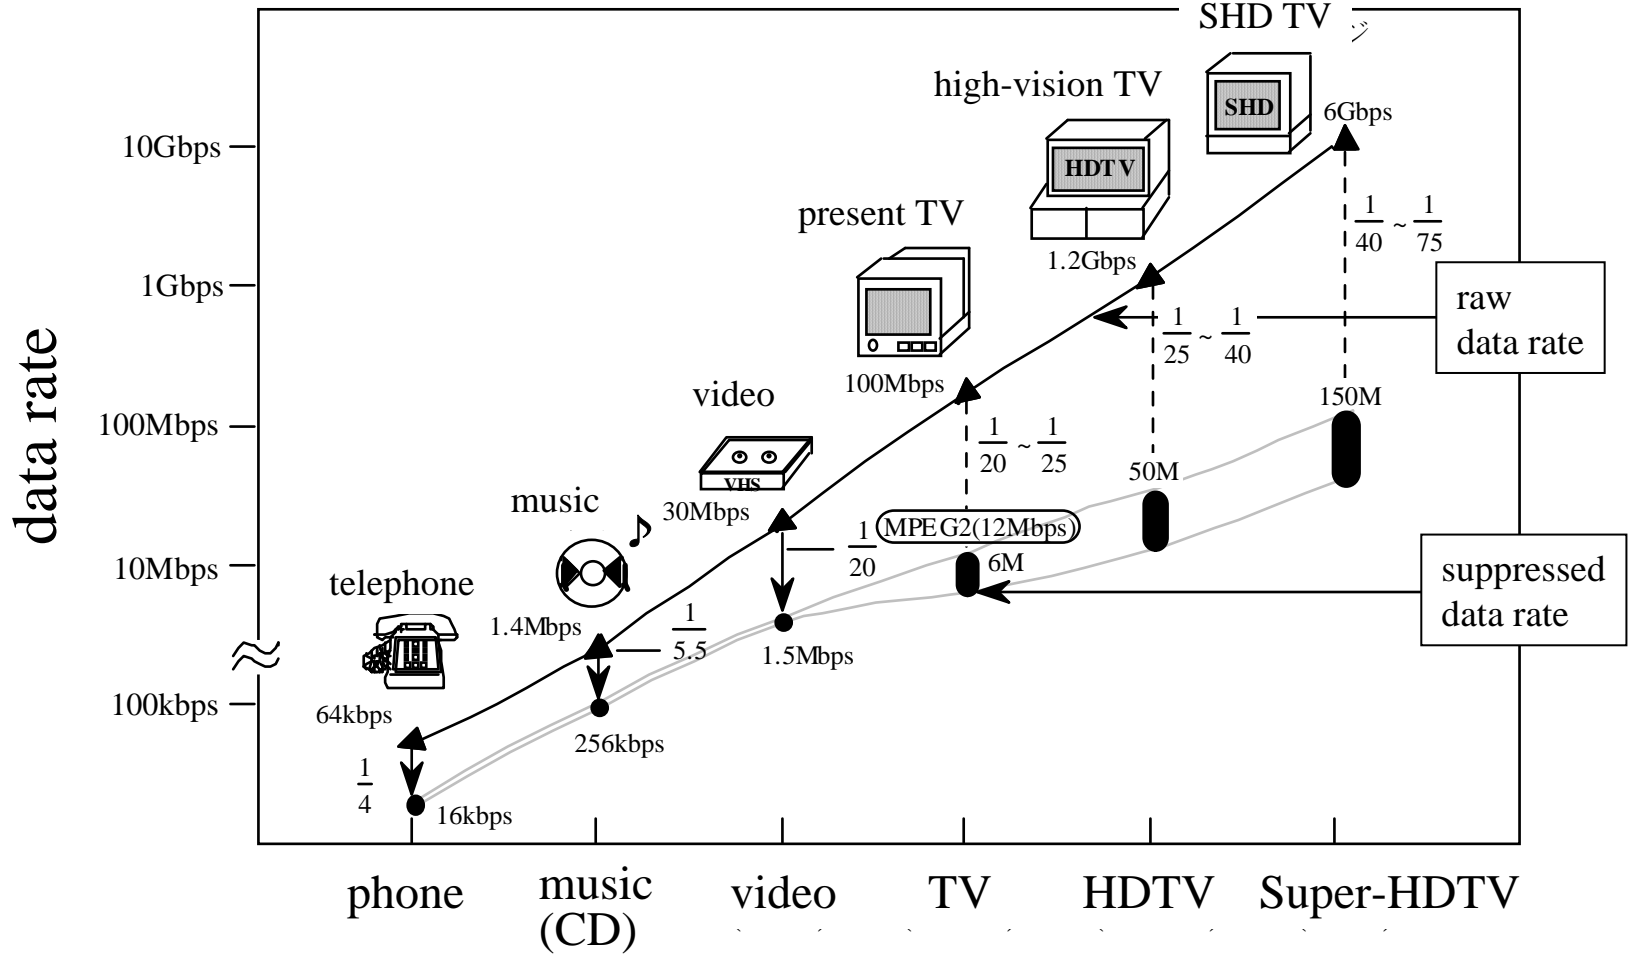 SHD TV
ジ
high-vision TV
SHD
6Gbps
10Gbps
HDTV
1
40
~
1
75
present TV
1.2Gbps
1Gbps
raw
data rate
1
25
~
1
40
data rate
100Mbps
video
150M
100Mbps
1
20
~
1
25
50M
VHS
music
30Mbps
MPEG2(12Mbps)
1
20
10Mbps
6M
suppressed
data rate
telephone
1.4Mbps
1
5.5
1.5Mbps
100kbps
64kbps
256kbps
1
4
16kbps
phone
music
(CD)
video
TV
HDTV
Super-HDTV